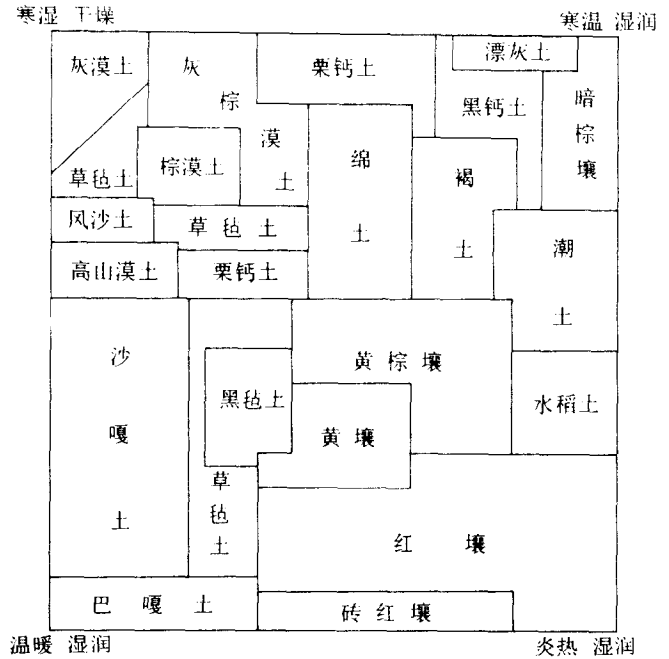 寒湿 干燥
寒温 湿润
灰漠土
灰棕漠土
栗钙土
漂灰土
黑钙土
暗棕壤
草毡土
棕漠土
绵土
褐土
风沙土
草毡土
潮土
高山漠土
栗钙土
沙嘎土
黑毡土
黄棕壤
水稻土
黄壤
草毡土
红壤
巴嘎土
砖红壤
温暖 湿润
炎热 湿润